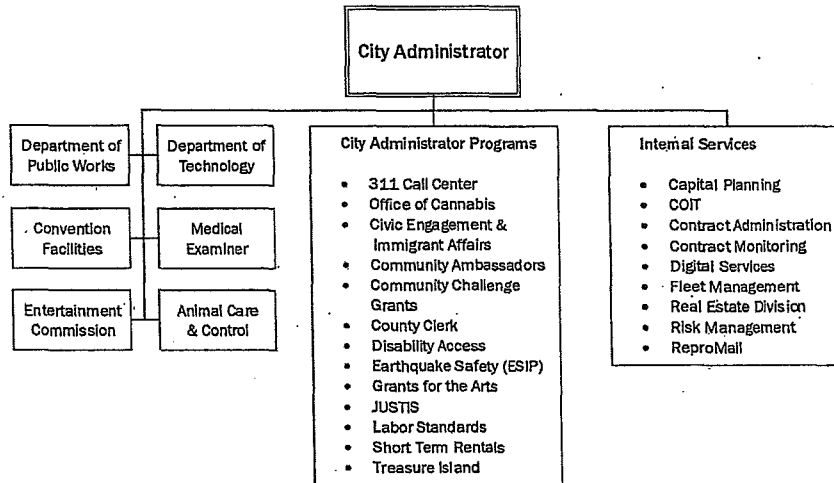 City Administrator
Department of
Public Works
Department of
Technology
Convention
Facilities
Medical
Examiner
Entertainment
Commission
Animal Care
& Control
City Administrator Programs
• 311 Call Center
• Office of Cannabis
• Civic Engagement &
Immigrant Affairs
• Community Ambassadors
• Community Challenge
Grants
• County Clerk
• Disability Access
• Earthquake Safety (ESIP)
• Grants for the Arts
• JUSTIS
• Labor Standards
• Short Term Rentals
• Treasure Island
Internal Services
• Capital Planning
• COIT
• Contract Administration
• Contract Monitoring
• Digital Services
• Fleet Management
• Real Estate Division
• Risk Management
• ReproMail